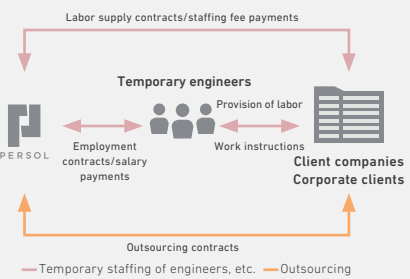 Labor supply contracts/staffing fee payments
Temporary engineers
Provision of labor
PERSOL
Employment
contracts/salary
payments
Work instructions
Client companies
Corporate clients
Outsourcing contracts
Temporary staffing of engineers, etc.
Outsourcing